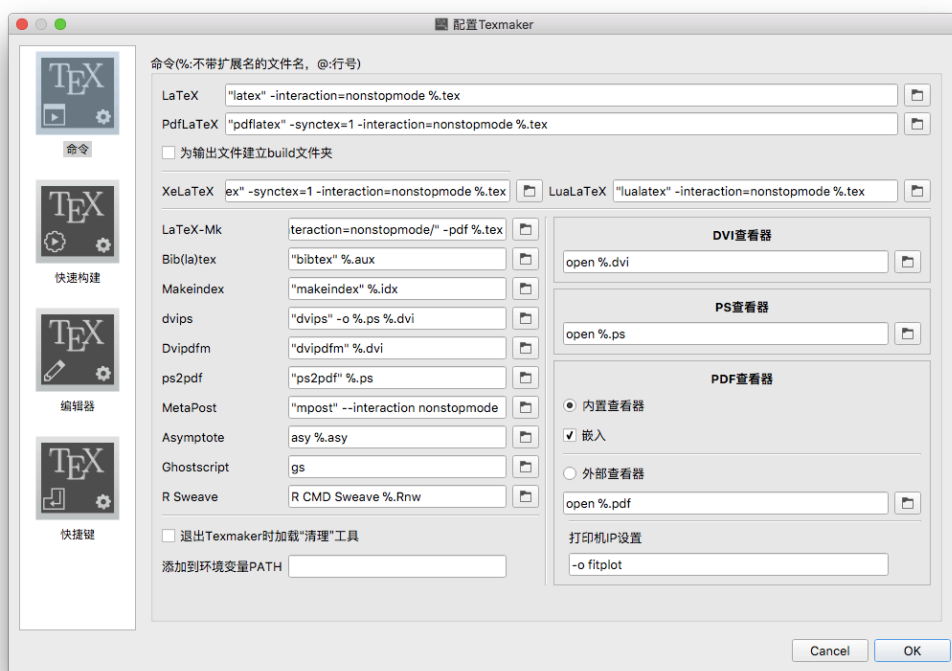 配置Texmaker
命令(%:不带扩展名的文件名，@:行号)
TEX
命令
TEX
快速构建
TEX
编辑器
TEX
快捷键
LaTeX "latex" -interaction=nonstopmode %.tex
PdfLaTeX "pdflatex" -synctex=1 -interaction=nonstopmode %.tex
为输出文件建立build文件夹
XeLaTeX ex" -synctex=1 -interaction=nonstopmode %.tex LuaLaTeX "lualatex" -interaction=nonstopmode %.tex
LaTeX-Mk teraction=nonstopmode/" -pdf %.tex
Bib(la)tex "bibtex" %.aux
Makeindex "makeindex" %.idx
dvips "dvips" -o %.ps %.dvi
Dvipdfm "dvipdfm" %.dvi
ps2pdf "ps2pdf" %.ps
MetaPost "mpost" --interaction nonstopmode
Asymptote asy %.asy
Ghostscript gs
R Sweave R CMD Sweave %.Rnw
退出Texmaker时加载“清理”工具
添加到环境变量PATH
DVI查看器
open %.dvi
PS查看器
open %.ps
PDF查看器
内置查看器
嵌入
外部查看器
open %.pdf
打印机IP设置
-o fitplot
Cancel OK